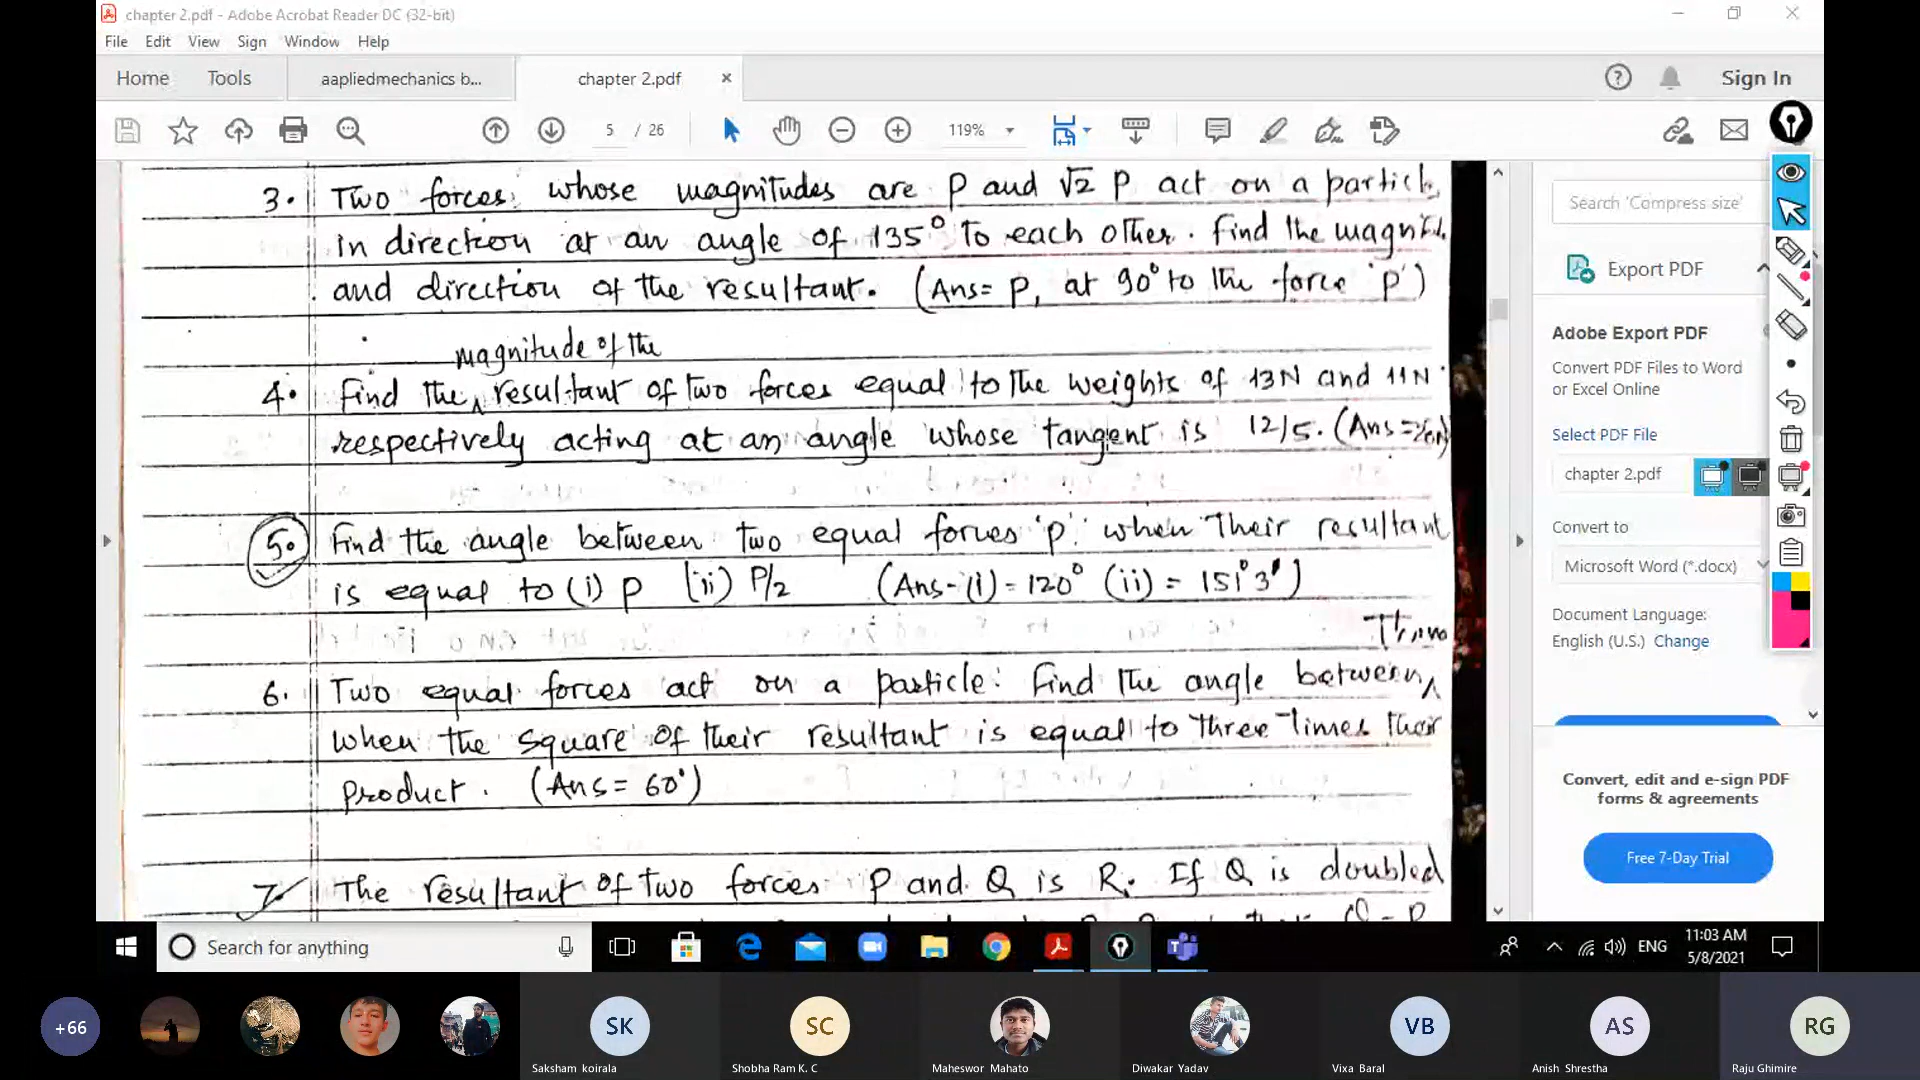 chapter 2.pdf - Adobe Acrobat Reader DC (32-bit)
File Edit View Sign Window Help
Home Tools aapliedmechanics b... chapter 2.pdf × Sign In
5 / 26 119%
3. Two forces whose magnitudes are P and √2 P act on a particle
in direction at an angle of 135° to each other. Find the
and direction of the resultant. (Ans= P, at 90° to the force 'p')
magnitude of the
4. Find the ^ resultant of two forces equal to the weights of 13N and 11N
respectively acting at an angle whose tangent is 12/5. (Ans =
5. Find the angle between two equal forces 'p' when their resultant
is equal to (i) p (ii) P/2 (Ans- (i) = 120° (ii) = 151°3')
6. Two equal forces act on a particle. Find the angle between ^
when the square of their resultant is equal to three times their
product. (Ans = 60°)
7. The resultant of two forces P and Q is R. If Q is doubled
Search 'Compress size'
Export PDF
Adobe Export PDF
Convert PDF Files to Word
or Excel Online
Select PDF File
chapter 2.pdf
Convert to
Microsoft Word (*.docx)
Document Language:
English (U.S.) Change
Convert, edit and e-sign PDF
forms & agreements
Free 7-Day Trial
Search for anything
ENG
11:03 AM
5/8/2021
+66 SK SC VB AS RG
Saksham koirala Shobha Ram K. C Maheswor Mahato Diwakar Yadav Vixa Baral Anish Shrestha Raju Ghimire